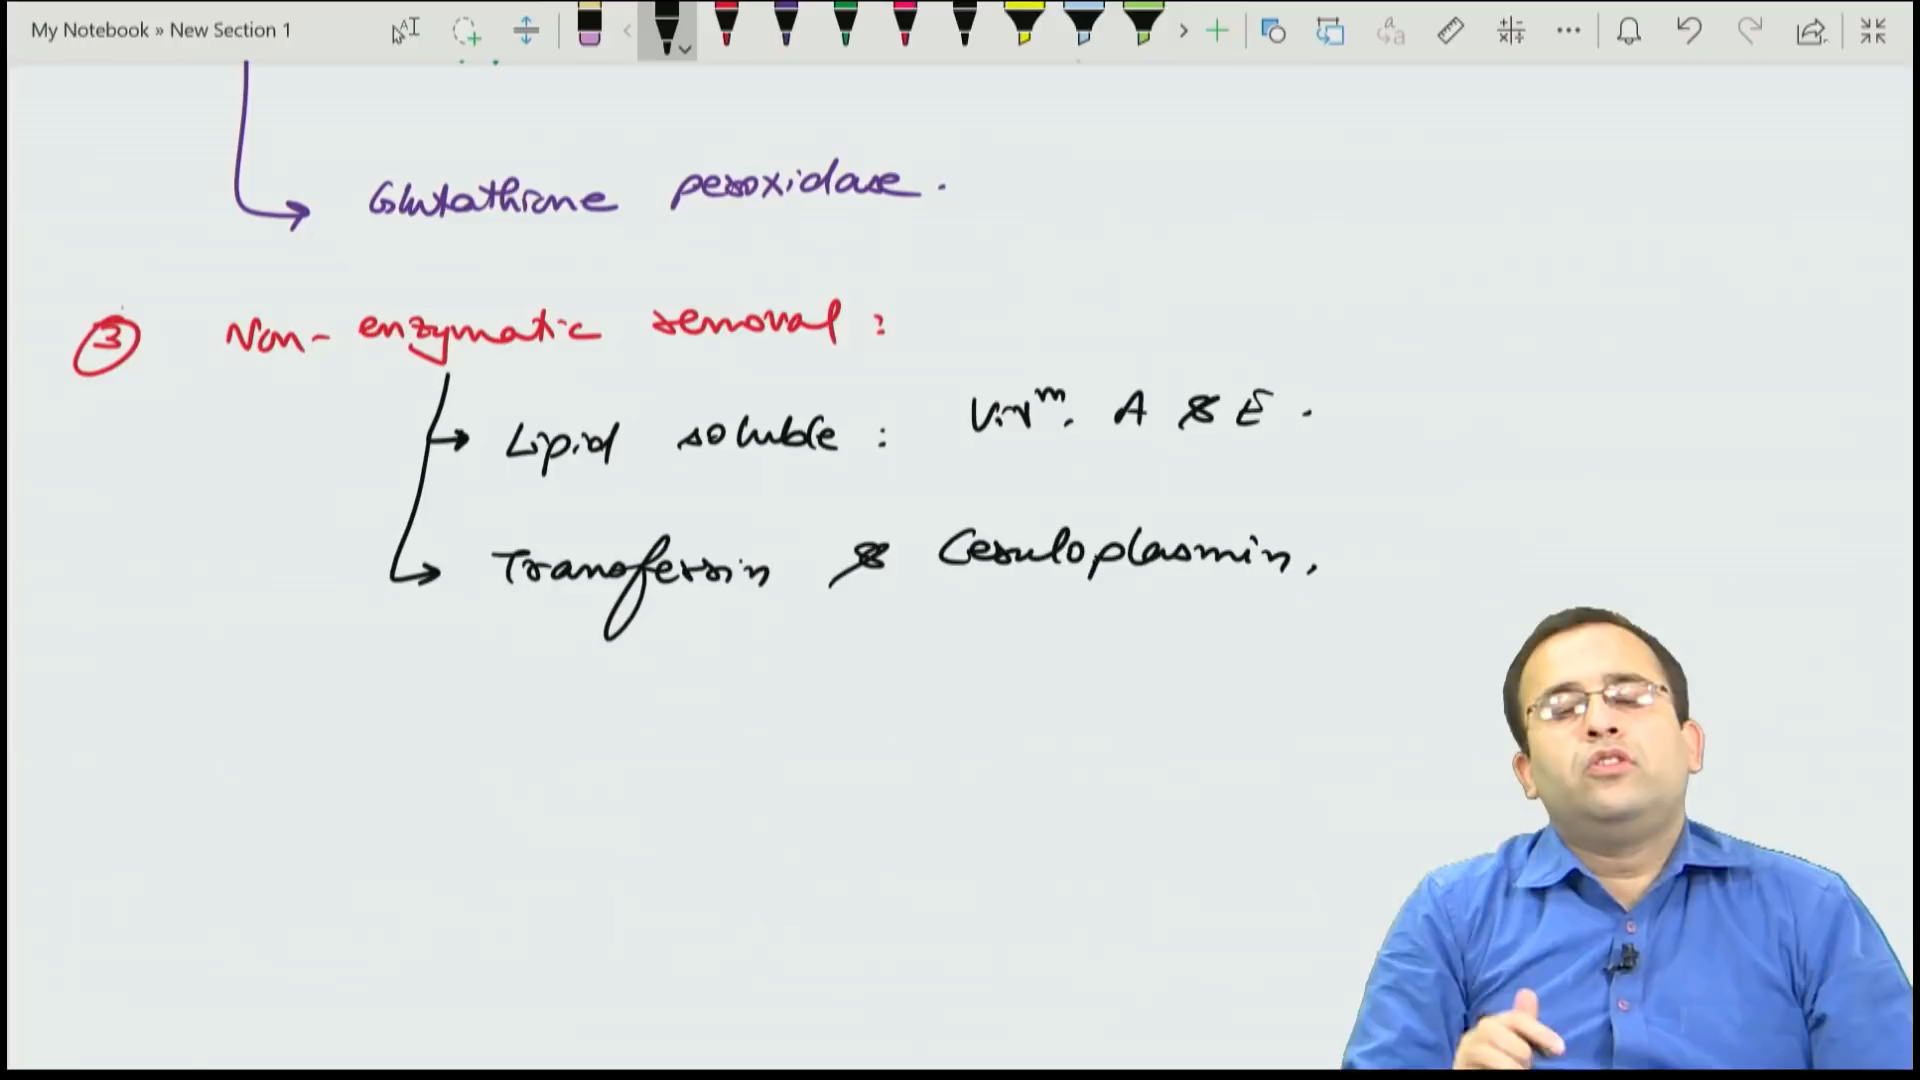 My Notebook » New Section 1
Glutathione peroxidase.
3 Non-enzymatic removal:
Lipid soluble: Vitm. A & E.
Transferrin & Ceruloplasmin.